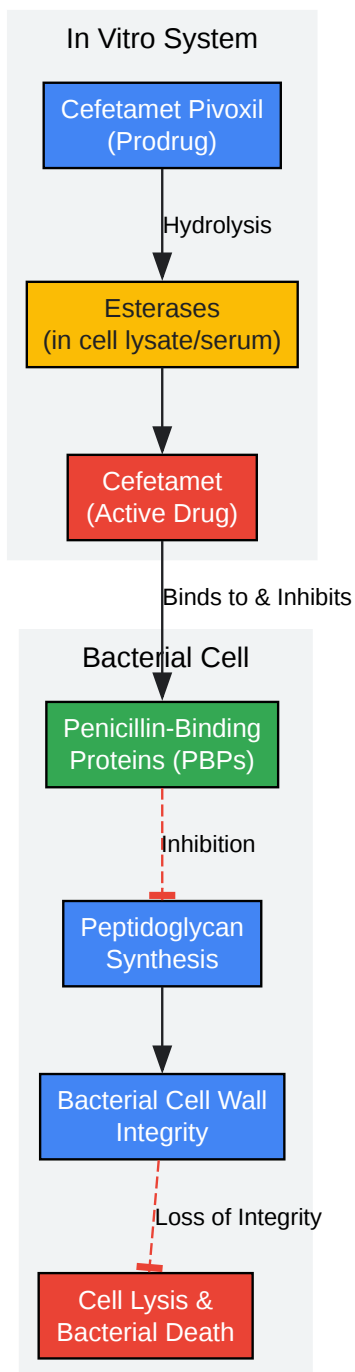 In Vitro System
Cefetamet Pivoxil
(Prodrug)
Hydrolysis
Esterases
(in cell lysate/serum)
Cefetamet
(Active Drug)
Binds to & Inhibits
Bacterial Cell
Penicillin-Binding
Proteins (PBPs)
Inhibition
Peptidoglycan
Synthesis
Bacterial Cell Wall
Integrity
Loss of Integrity
Cell Lysis &
Bacterial Death